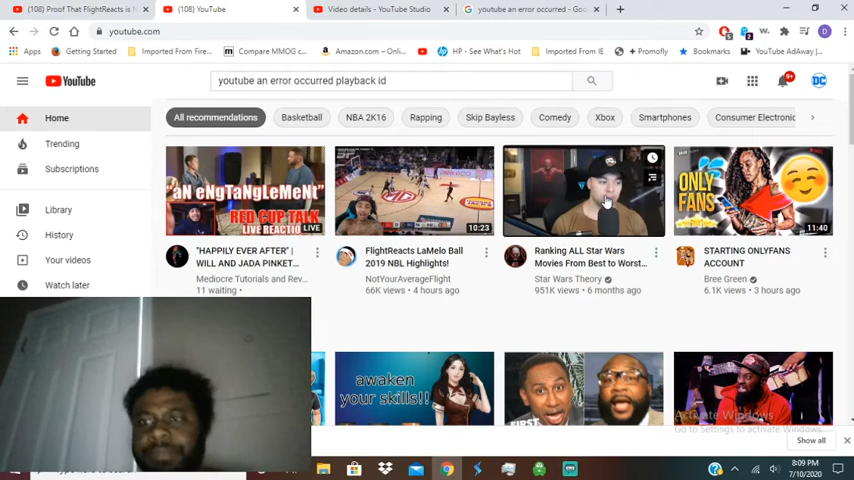 (108) Proof That FlightReacts is N
(108) YouTube
Video details - YouTube Studio
youtube an error occurred - Goo
youtube.com
Apps
Getting Started
Imported From Firef...
Compare MMOG c...
Amazon.com – Onli...
HP - See What's Hot
Imported From IE
+ Promofly
Bookmarks
YouTube AdAway |
YouTube
youtube an error occurred playback id
9+
DC
Home
Trending
Subscriptions
Library
History
Your videos
Watch later
All recommendations
Basketball
NBA 2K16
Rapping
Skip Bayless
Comedy
Xbox
Smartphones
Consumer Electronic
"aN eNgTangLeMeNt"
RED CUP TALK
LIVE REACTIO
LIVE
"HAPPILY EVER AFTER" |
WILL AND JADA PINKET...
Mediocre Tutorials and Rev...
11 waiting •
10:23
FlightReacts LaMelo Ball
2019 NBL Highlights!
NotYourAverageFlight
66K views • 4 hours ago
Ranking ALL Star Wars
Movies From Best to Worst...
Star Wars Theory
951K views • 6 months ago
ONLY
FANS
11:40
STARTING ONLYFANS
ACCOUNT
Bree Green
6.1K views • 3 hours ago
awaken
your skills!!
FIRST
Activate Windows
Go to Settings to activate Windows.
Show all
8:09 PM
7/10/2020